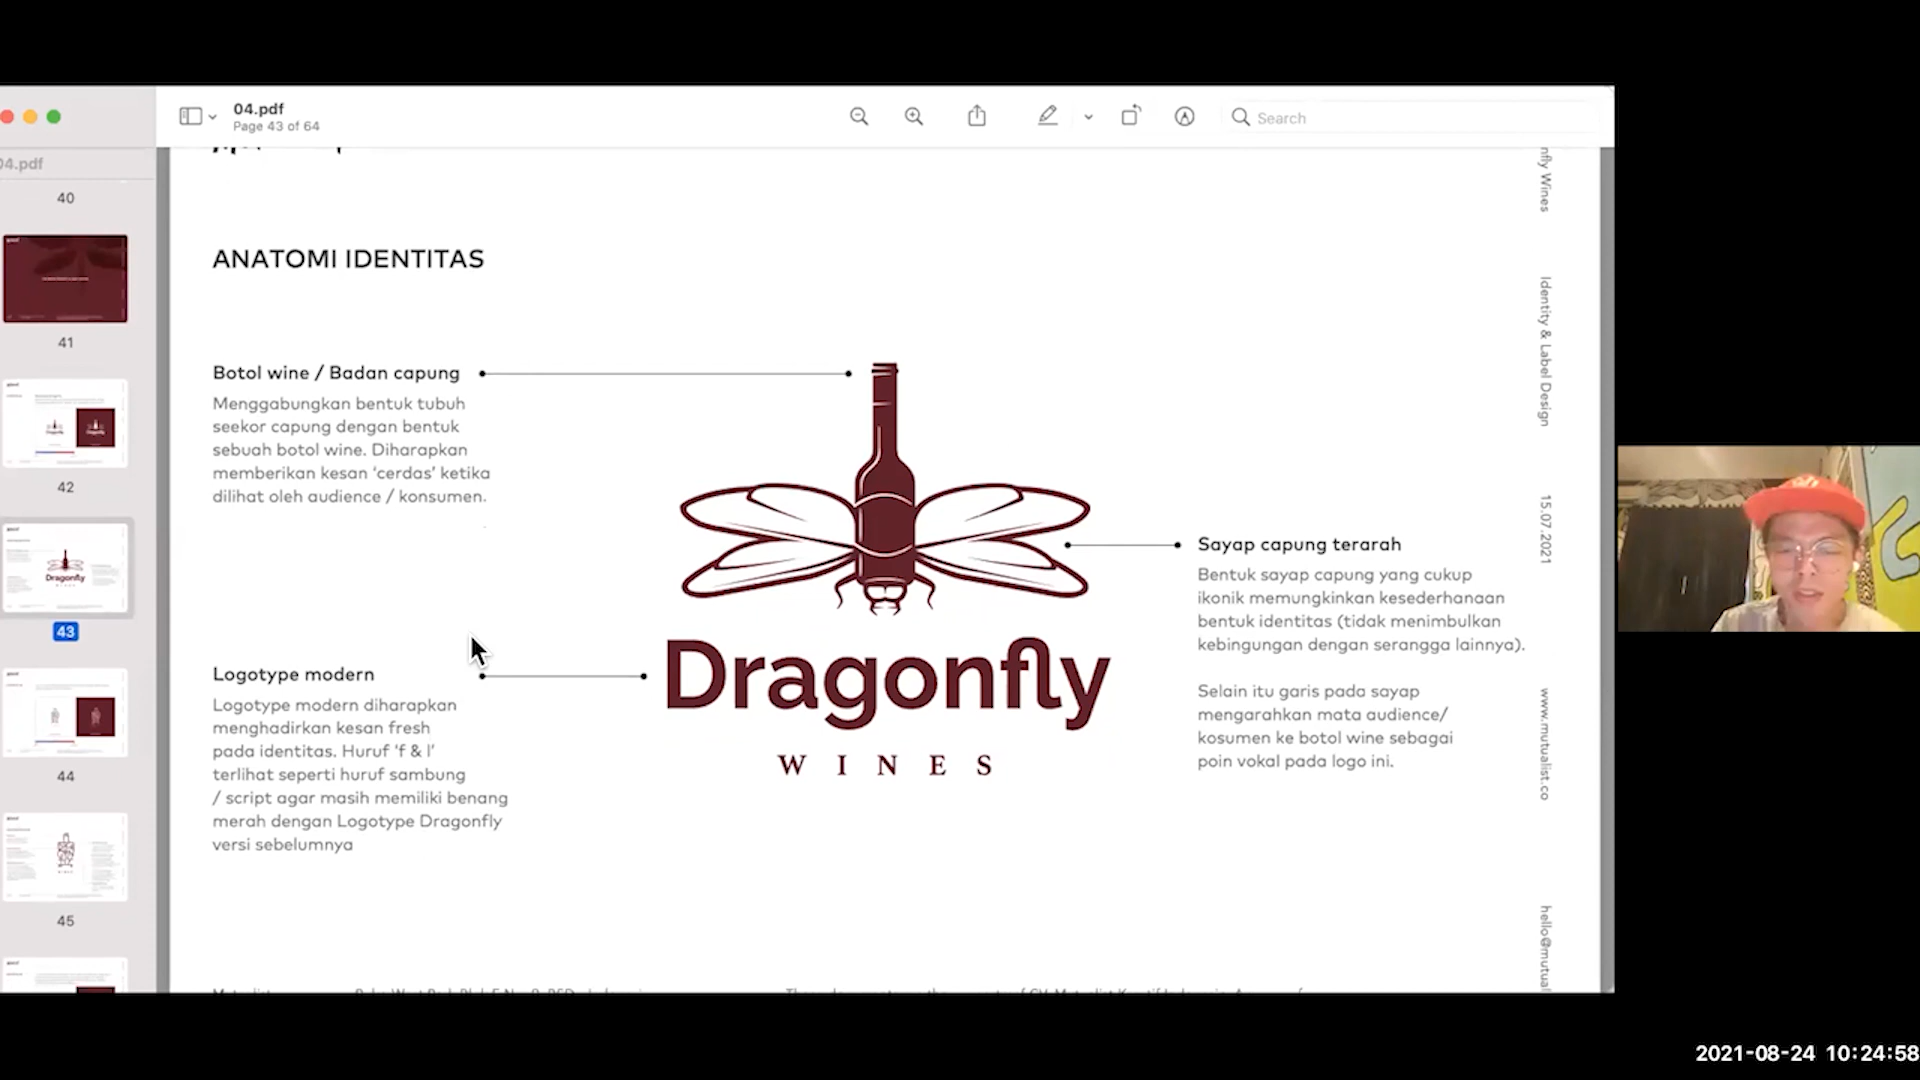 04.pdf
Page 43 of 64
Search
04.pdf
40
41
42
Dragonfly
43
44
45
ANATOMI IDENTITAS
Botol wine / Badan capung
Menggabungkan bentuk tubuh
seekor capung dengan bentuk
sebuah botol wine. Diharapkan
memberikan kesan ‘cerdas’ ketika
dilihat oleh audience / konsumen.
Logotype modern
Logotype modern diharapkan
menghadirkan kesan fresh
pada identitas. Huruf ‘f & l’
terlihat seperti huruf sambung
/ script agar masih memiliki benang
merah dengan Logotype Dragonfly
versi sebelumnya
Dragonfly
WINES
Sayap capung terarah
Bentuk sayap capung yang cukup
ikonik memungkinkan kesederhanaan
bentuk identitas (tidak menimbulkan
kebingungan dengan serangga lainnya).
Selain itu garis pada sayap
mengarahkan mata audience/
kosumen ke botol wine sebagai
poin vokal pada logo ini.
nfly Wines
Identity & Label Design
15.07.2021
www.mutualist.co
hello@mutual
2021-08-24 10:24:58